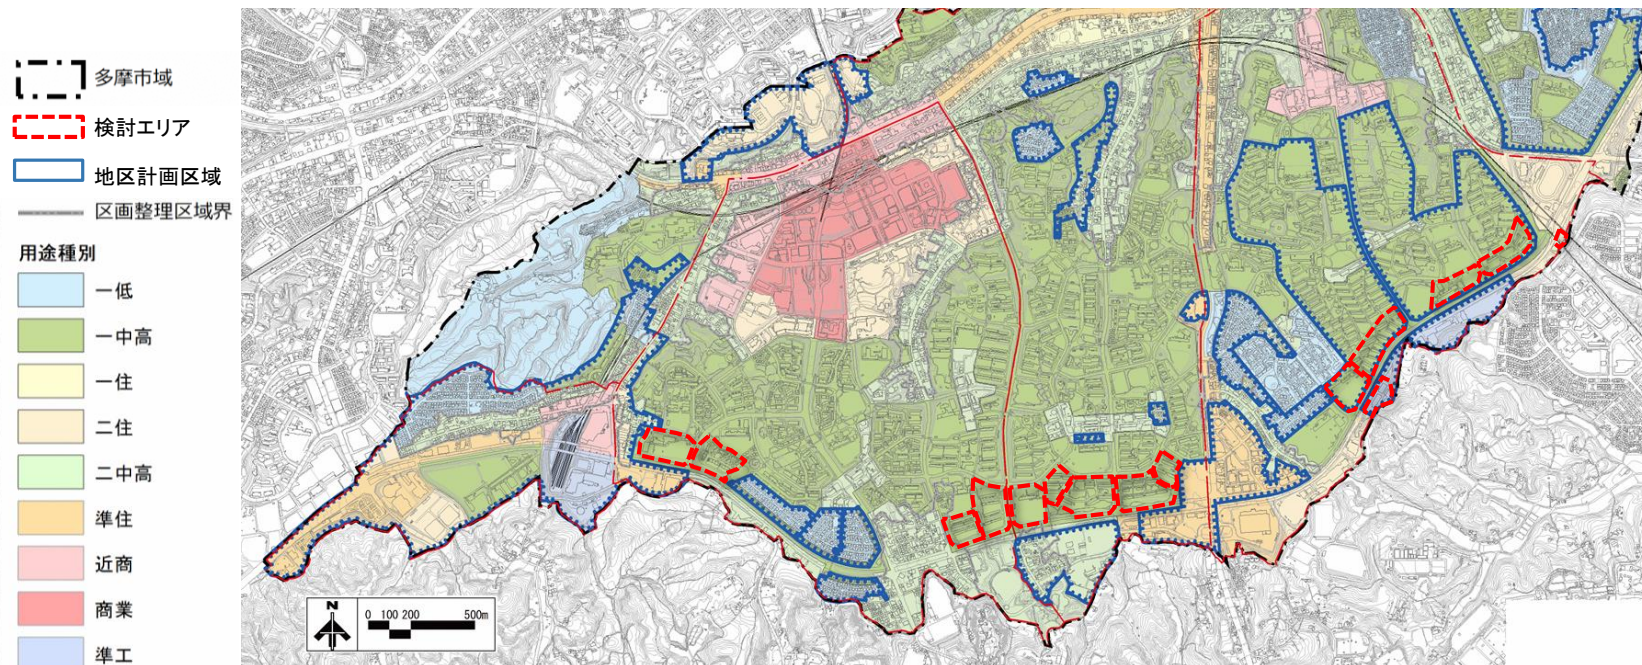 多摩市域
検討エリア
地区計画区域
区画整理区域界
用途種別
一低
一中高
一住
二住
二中高
準住
近商
商業
準工
N
0 100 200 500m